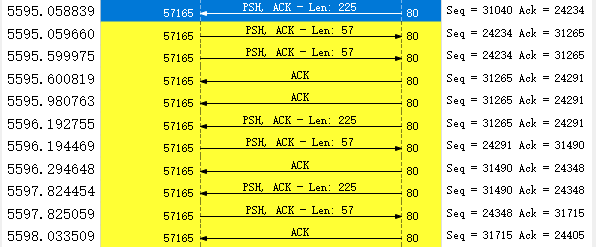 5595.058839 57165 PSH, ACK - Len: 225 80 Seq = 31040 Ack = 24234
5595.059660 57165 PSH, ACK - Len: 57 80 Seq = 24234 Ack = 31265
5595.599975 57165 PSH, ACK - Len: 57 80 Seq = 24234 Ack = 31265
5595.600819 57165 ACK 80 Seq = 31265 Ack = 24291
5595.980763 57165 ACK 80 Seq = 31265 Ack = 24291
5596.192755 57165 PSH, ACK - Len: 225 80 Seq = 31265 Ack = 24291
5596.194469 57165 PSH, ACK - Len: 57 80 Seq = 24291 Ack = 31490
5596.294648 57165 ACK 80 Seq = 31490 Ack = 24348
5597.824454 57165 PSH, ACK - Len: 225 80 Seq = 31490 Ack = 24348
5597.825059 57165 PSH, ACK - Len: 57 80 Seq = 24348 Ack = 31715
5598.033509 57165 ACK 80 Seq = 31715 Ack = 24405